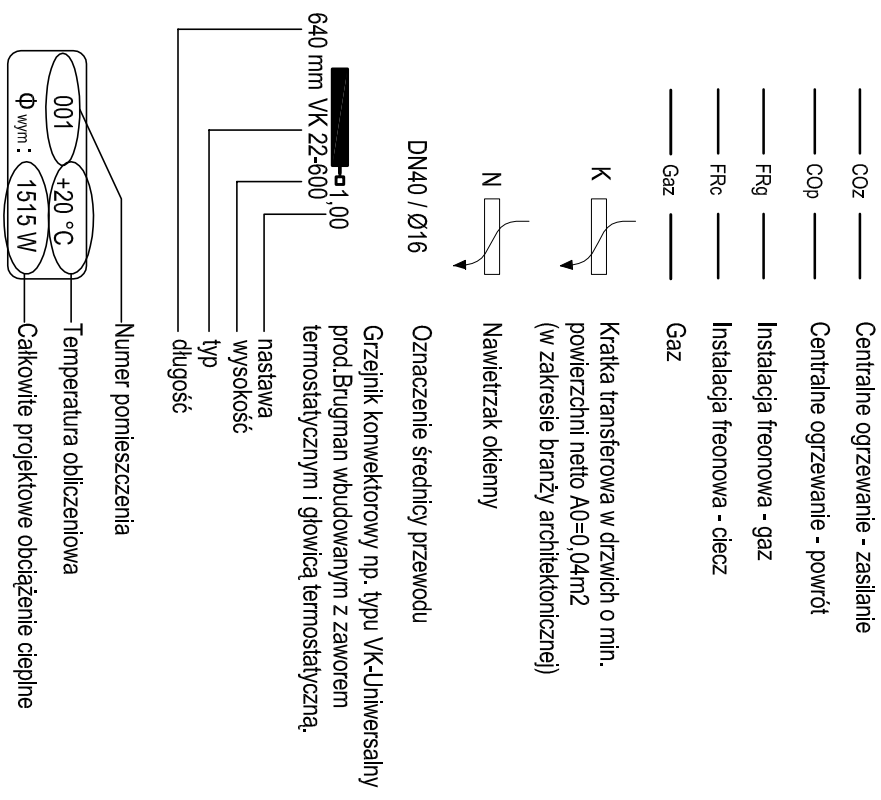 COz Centralne ogrzewanie - zasilanie
COp Centralne ogrzewanie - powrót
FRg Instalacja freonowa - gaz
FRc Instalacja freonowa - ciecz
Gaz Gaz
K Kratka transferowa w drzwich o min.
powierzchni netto A0=0,04m2
(w zakresie branży architektonicznej)
N Nawietrzak okienny
DN40 / Ø16 Oznaczenie średnicy przewodu
Grzejnik konwektorowy np. typu VK-Uniwersalny
prod.Brugman wbudowanym z zaworem
termostatycznym i głowicą termostatyczną.
1,00
640 mm VK 22-600
nastawa
wysokość
typ
długość
Numer pomieszczenia
001 +20 °C Temperatura obliczeniowa
Φ wym : 1515 W Całkowite projektowe obciążenie cieplne